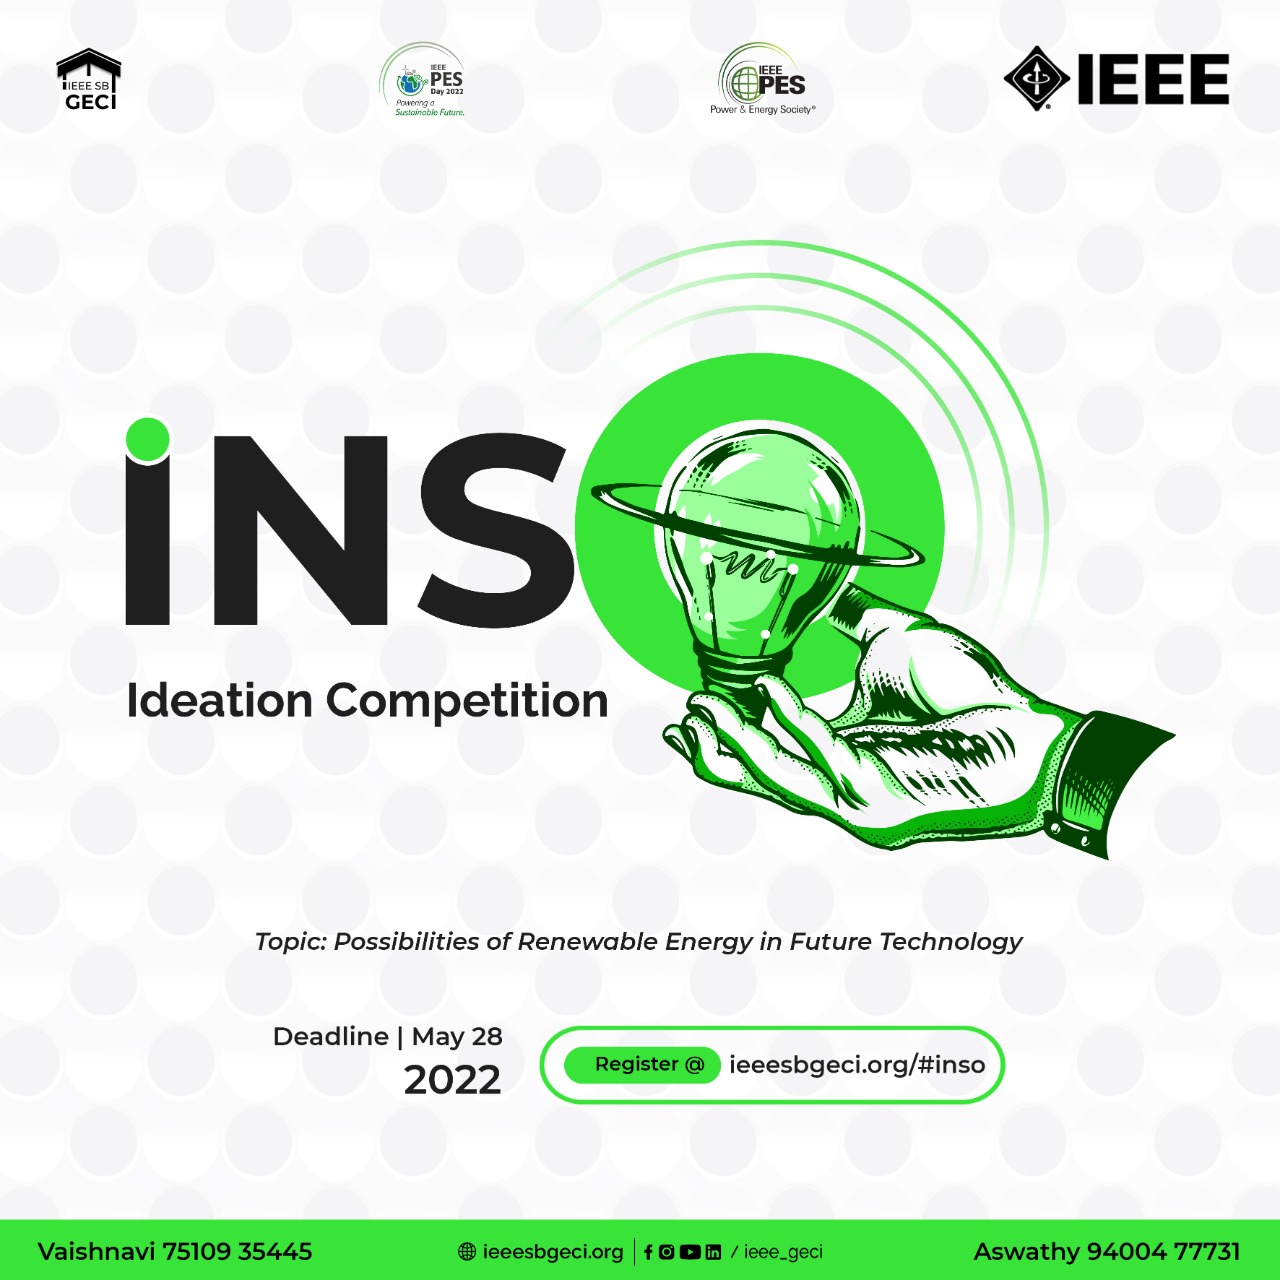 IEEE SB
GECI
IEEE
PES
Day 2022
Powering a
Sustainable Future.
IEEE
PES
Power & Energy Society®
IEEE
iNSO
Ideation Competition
Topic: Possibilities of Renewable Energy in Future Technology
Deadline | May 28
2022
Register @ ieeesbgeci.org/#inso
Vaishnavi 75109 35445
ieeesbgeci.org | / ieee_geci
Aswathy 94004 77731